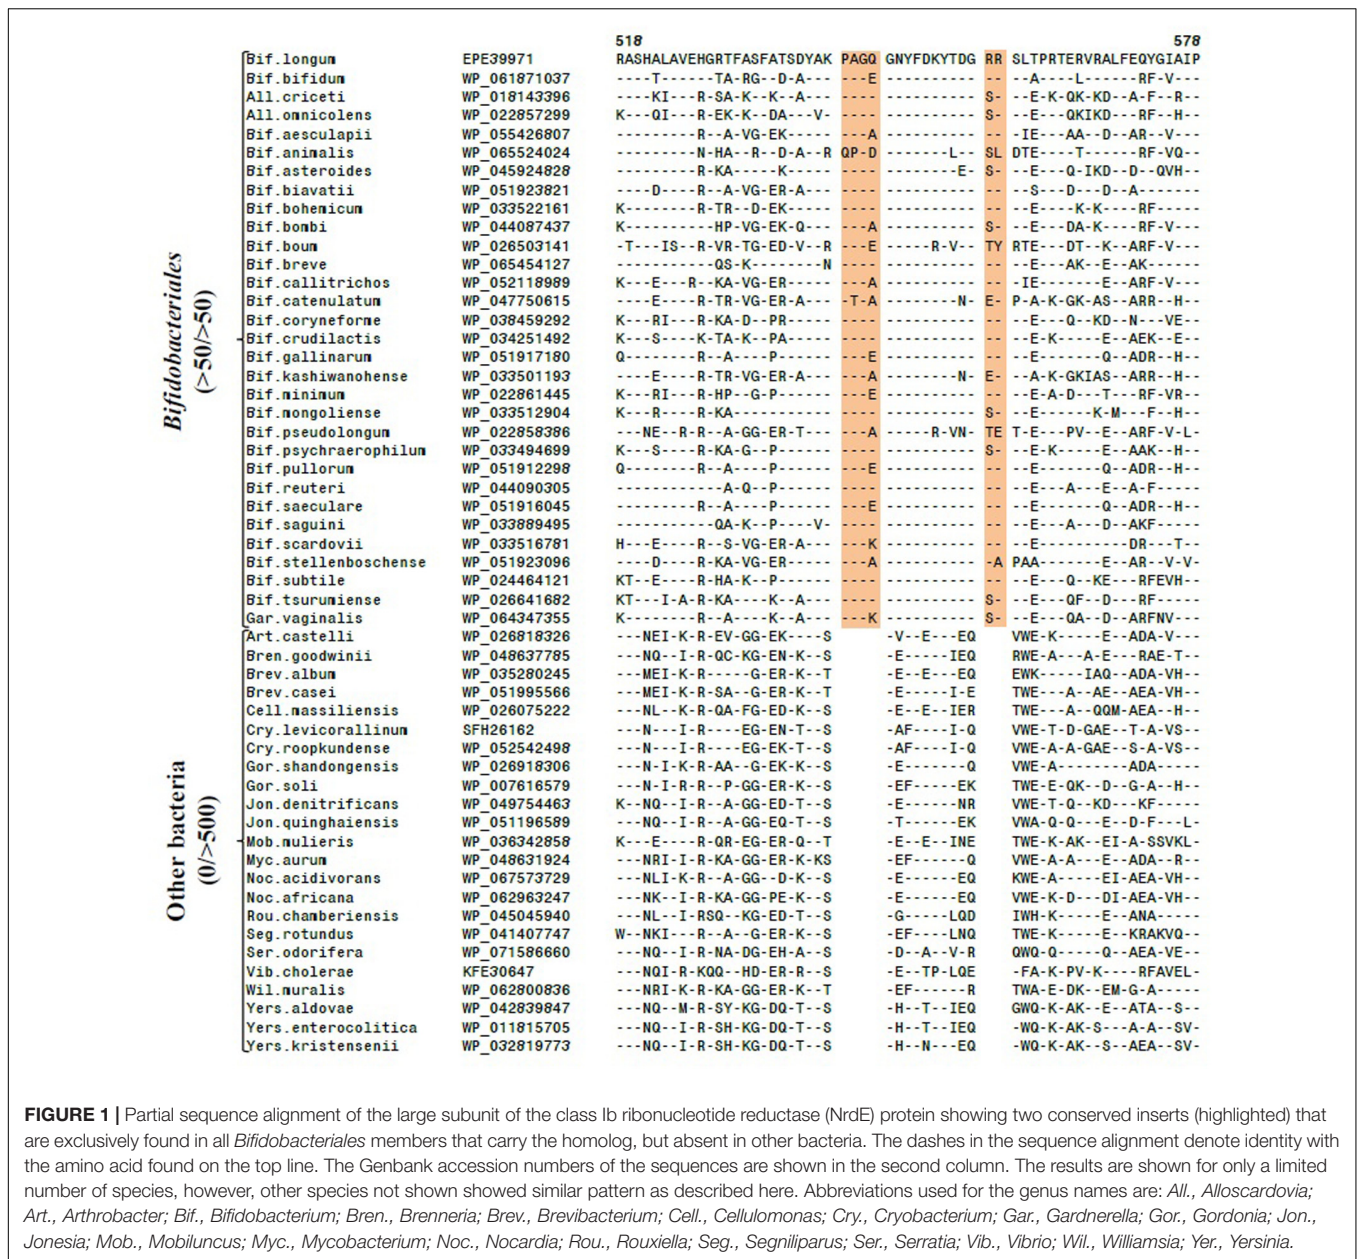 518 578
Bif.longum EPE39971 RASHALAVEHGRTFASFATSDYAK PAGQ GNYFDKYTDG RR SLTPRTERVRALFEQYGIAIP
Bif.bifidum WP_061871037 ----T------TA-RG--D-A--- ---E ---------- -- --A----L------RF-V--
All.criceti WP_018143396 ----KI---R-SA-K--K--A--- ---- ---------- S- --E-K-QK-KD--A-F--R--
All.omnicolens WP_022857299 K---QI---R-EK-K--DA---V- ---- ---------- S- --E---QKIKD---RF--H--
Bif.aesculapii WP_055426807 ---------R--A-VG-EK----- ---A ---------- -- -IE---AA--D--AR--V---
Bif.animalis WP_065524024 ---------N-HA--R--D-A--R QP-D -------L-- SL DTE----T------RF-VQ--
Bif.asteroides WP_045924828 ---------R-KA-----K----- ---- --------E- S- --E---Q-IKD--D--QVH--
Bif.biavatii WP_051923821 ----D----R--A-VG-ER-A--- ---- ---------- -- --S---D---D--A-------
Bif.bohemicum WP_033522161 K--------R-TR--D-EK----- ---- ---------- -- --E----K-K----RF-----
Bif.bombi WP_044087437 K----------HP-VG-EK-Q--- ---A ---------- S- --E---DA-K----RF-V---
Bif.boum WP_026503141 -T---IS--R-VR-TG-ED-V--R ---E -----R-V-- TY RTE---DT--K--ARF-V---
Bif.breve WP_065454127 -----------QS-K--------N ---- ---------- -- --E---AK--E--AK------
Bif.callitrichos WP_052118989 K---E---R--KA-VG-ER----- ---A ---------- -- -IE-------E--ARF--V--
Bif.catenulatum WP_047750615 ----E----R-TR-VG-ER-A--- -T-A --------N- E- P-A-K-GK-AS--ARR--H--
Bif.coryneforme WP_038459292 K---RI---R-KA-D--PR----- ---- ---------- -- --E---Q--KD--N---VE--
Bif.crudilactis WP_034251492 K---S----K-TA-K--PA----- ---- ---------- -- --E-K-----E--AEK--E--
Bif.gallinarum WP_051917180 Q--------R--A----P------ ---E ---------- -- --E-------Q--ADR--H--
Bif.kashiwanohense WP_033501193 ----E----R-TR-VG-ER-A--- ---A --------N- E- --A-K-GKIAS--ARR--H--
Bif.minimum WP_022861445 K---RI---R-HP--G-P------ ---E ---------- -- --E-A-D---T---RF-VR--
Bif.mongoliense WP_033512904 K---R----R-KA----------- ---- ---------- S- --E------K-M---F--H--
Bif.pseudolongum WP_022858386 ---NE--R-R--A-GG-ER-T--- ---A -----R-VN- TE T-E---PV---E--ARF-V-L-
Bif.psychraerophilum WP_033494699 K---S----R-KA-G--P------ ---- ---------- S- --E-K-----E--AAK--H--
Bif.pullorum WP_051912298 Q--------R--A----P------ ---E ---------- -- --E-------Q--ADR--H--
Bif.reuteri WP_044090305 ------------A-Q--P------ ---- ---------- -- --E---A---E--A-F-----
Bif.saeculare WP_051916045 ---------R--A----P------ ---E ---------- -- --E-------Q--ADR--H--
Bif.saguini WP_033889495 -----------QA-K--P----V- ---- ---------- -- --E---A---D--AKF-----
Bif.scardovii WP_033516781 H---E----R--S-VG-ER-A--- ---K ---------- -- --E----------DR---T--
Bif.stellenboschense WP_051923096 ----D----R-KA-VG-ER----- ---A ---------- -A PAA-------E--AR--V-V-
Bif.subtile WP_024464121 KT--E----R-HA-K--P------ ---- ---------- -- --E---Q--KE---RFEVH--
Bif.tsurumiense WP_026641682 KT---I-A-R-KA----K--A--- ---- ---------- S- --E---QF--D---RF-----
Gar.vaginalis WP_064347355 K--------R--A----K--A--- ---K ---------- S- --E---QA--D--ARFNV---
Art.castelli WP_026818326 ---NEI-K-R-EV-GG-EK----S -V--E---EQ VWE-K-----E--ADA-V---
Bren.goodwinii WP_048637785 ---NQ--I-R-QC-KG-EN-K--S -E-----IEQ RWE-A---A-E---RAE-T--
Brev.album WP_035280245 ---MEI-K-R-----G-ER-K--T -E--E---EQ EWK-----IAQ--ADA-VH--
Brev.casei WP_051995566 ---MEI-K-R-SA--G-ER-K--T -E-----I-E TWE---A--AE--AEA-VH--
Cell.massiliensis WP_026075222 ---NL--K-R-QA-FG-ED-K--S -E--E--IER TWE---A--QQM-AEA--H--
Cry.levicorallinum SFH26162 ---N---I-R----EG-EN-T--S -AF----I-Q VWE-T-D-GAE--T-A-VS--
Cry.roopkundense WP_052542498 ---N---I-R----EG-EK-T--S -AF----I-Q VWE-A-A-GAE--S-A-VS--
Gor.shandongensis WP_026918306 ---N-I-K-R-AA--G-EK-K--S -E-------Q VWE-A--------ADA-----
Gor.soli WP_007616579 ---N-I-R-R--P-GG-ER-K--S -EF-----EK TWE-E-QK--D--G-A--H--
Jon.denitrificans WP_049754463 K--NQ--I-R--A-GG-ED-T--S -E------NR VWE-T-Q--KD---KF-----
Jon.quinghaiensis WP_051196589 ---NQ--I-R--A-GG-EQ-T--S -T------EK VWA-Q-Q---E--D-F---L-
Mob.mulieris WP_036342858 K---E----R-QR-EG-ER-Q--T -E--E--INE TWE-K-AK--EI-A-SSVKL-
Myc.aurum WP_048631924 ---NRI-I-R-KA-GG-ER-K-KS -EF------Q VWE-A-A---E--ADA--R--
Noc.acidivorans WP_067573729 ---NLI-K-R--A-GG--D-K--S -E------EQ KWE-A-----EI-AEA-VH--
Noc.africana WP_062963247 ---NK--I-R-KA-GG-PE-K--S -E------EQ VWE-K-D---DI-AEA-VH--
Rou.chamberiensis WP_045045940 ---NL--I-RSQ--KG-ED-T--S -G-----LQD IWH-K-----E--ANA-----
Seg.rotundus WP_041407747 W--NKI---R--A--G-ER-K--S -EF----LNQ TWE-K-----E--KRAKVQ--
Ser.odorifera WP_071586660 ---NQ--I-R-NA-DG-EH-A--S -D--A--V-R QWQ-Q-----Q--AEA-VE--
Vib.cholerae KFE30647 ---NQI-R-KQQ--HD-ER-R--S -E--TP-LQE -FA-K-PV-K----RFAVEL-
Wil.muralis WP_062800836 ---NRI-K-R-KA-GG-ER-K--T -EF------R TWA-E-DK--EM-G-A-----
Yers.aldovae WP_042839847 ---NQ--M-R-SY-KG-DQ-T--S -H--T--IEQ GWQ-K-AK--E--ATA--S--
Yers.enterocolitica WP_011815705 ---NQ--I-R-SH-KG-DQ-T--S -H--T--IEQ -WQ-K-AK-S---A-A--SV-
Yers.kristensenii WP_032819773 ---NQ--I-R-SH-KG-DQ-T--S -H--N---EQ -WQ-K-AK--S--AEA--SV-
Bifidobacteriales
(>50/>50)
Other bacteria
(0/>500)
FIGURE 1 | Partial sequence alignment of the large subunit of the class Ib ribonucleotide reductase (NrdE) protein showing two conserved inserts (highlighted) that
are exclusively found in all Bifidobacteriales members that carry the homolog, but absent in other bacteria. The dashes in the sequence alignment denote identity with
the amino acid found on the top line. The Genbank accession numbers of the sequences are shown in the second column. The results are shown for only a limited
number of species, however, other species not shown showed similar pattern as described here. Abbreviations used for the genus names are: All., Alloscardovia;
Art., Arthrobacter; Bif., Bifidobacterium; Bren., Brenneria; Brev., Brevibacterium; Cell., Cellulomonas; Cry., Cryobacterium; Gar., Gardnerella; Gor., Gordonia; Jon.,
Jonesia; Mob., Mobiluncus; Myc., Mycobacterium; Noc., Nocardia; Rou., Rouxiella; Seg., Segniliparus; Ser., Serratia; Vib., Vibrio; Wil., Williamsia; Yer., Yersinia.